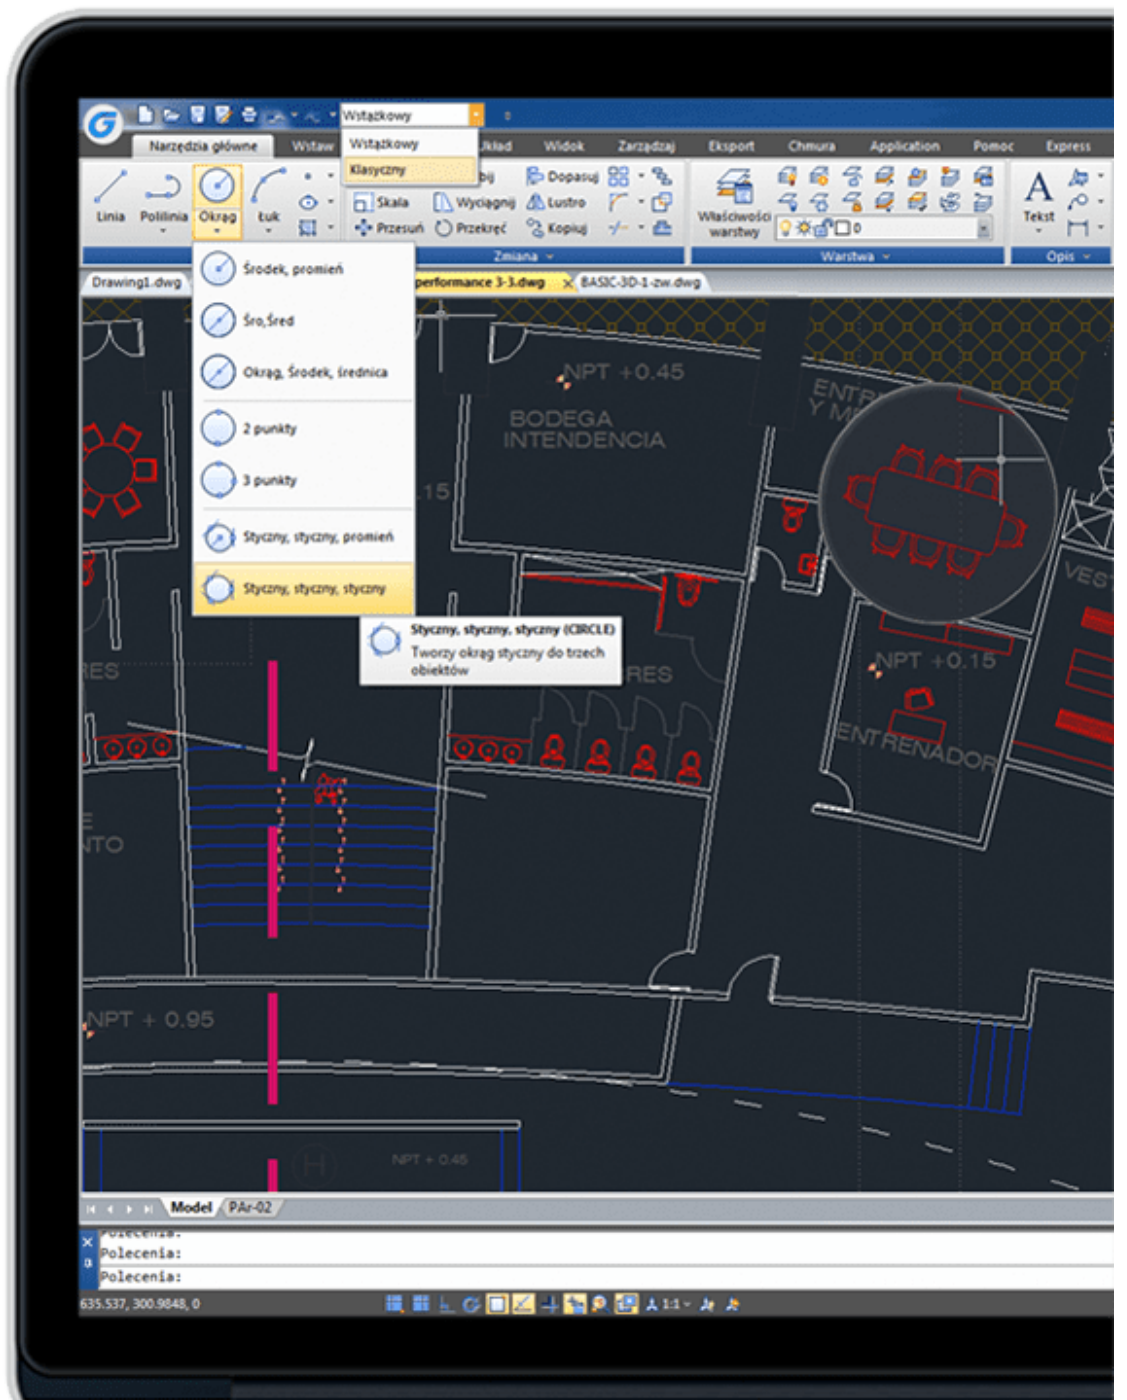 Wstążkowy
Narzędzia główne Wstaw Widok Zarządzaj Eksport Chmura Application Pomoc Express
Wstążkowy
Klasyczny
Dopasuj
Skala Wyciągnij Lustro
Przesuń Przekręć Kopiuj
Linia Polilinia Okrąg Łuk
Właściwości
warstwy
0
Tekst
Zmiana Warstwa Opis
Drawing1.dwg performance 3-3.dwg BASIC-3D-1-zw.dwg
Środek, promień
Śro,Śred
Okrąg, Środek, średnica
2 punkty
3 punkty
Styczny, styczny, promień
Styczny, styczny, styczny
Styczny, styczny, styczny (CIRCLE)
Tworzy okrąg styczny do trzech
obiektów
NPT +0.45
BODEGA
INTENDENCIA
.15
NPT +0.15
ENTRENADOR
NPT + 0.95
H
NPT + 0.45
Model PAr-02
Polecenia:
Polecenia:
Polecenia:
635.537, 300.9848, 0 1:1